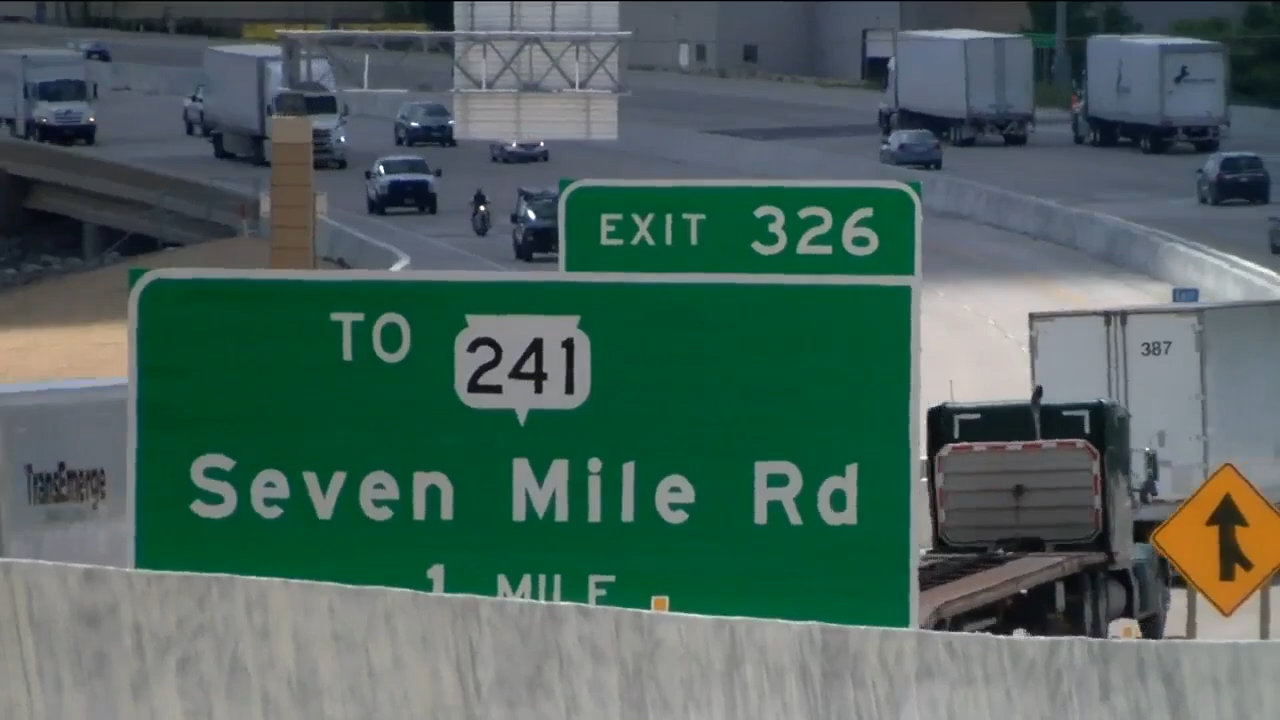 EXIT 326
TO 241
Seven Mile Rd
1 MILE
387
TransEmerge